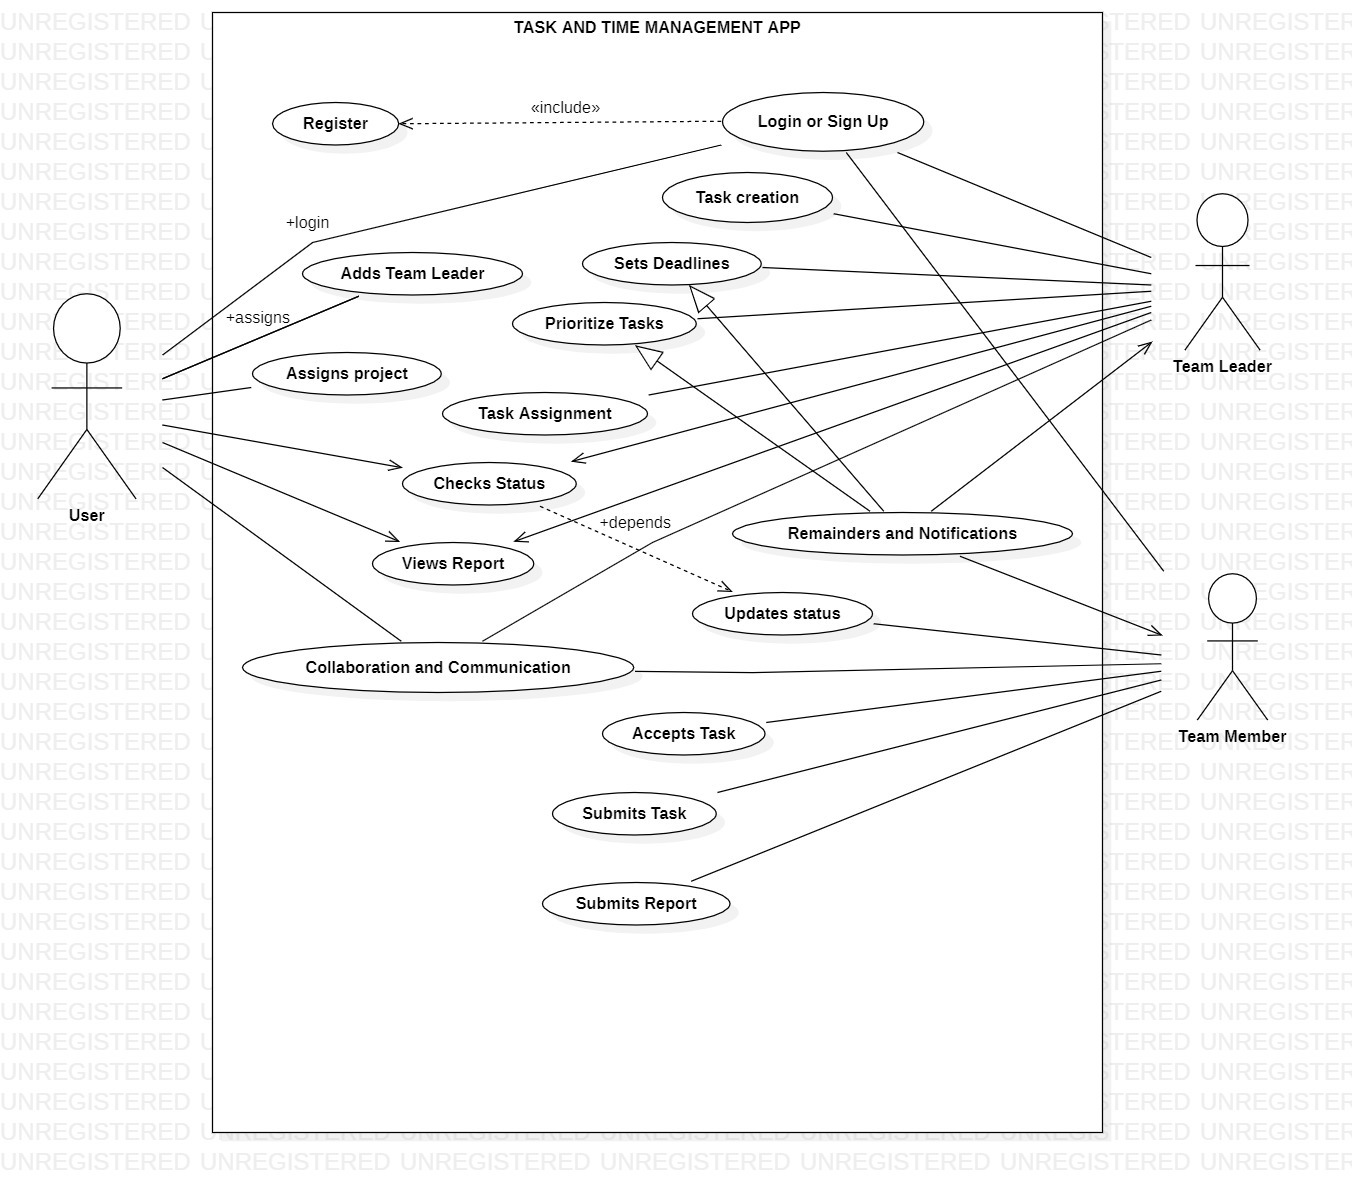 TASK AND TIME MANAGEMENT APP
«include»
Register
Login or Sign Up
Task creation
+login
Adds Team Leader
Sets Deadlines
+assigns
Prioritize Tasks
Assigns project
Team Leader
Task Assignment
Checks Status
User
+depends
Remainders and Notifications
Views Report
Updates status
Collaboration and Communication
Accepts Task
Team Member
Submits Task
Submits Report
UNREGISTERED UNREGISTERED UNREGISTERED UNREGISTERED UNREGISTERED UNREGISTERED UNREGISTER